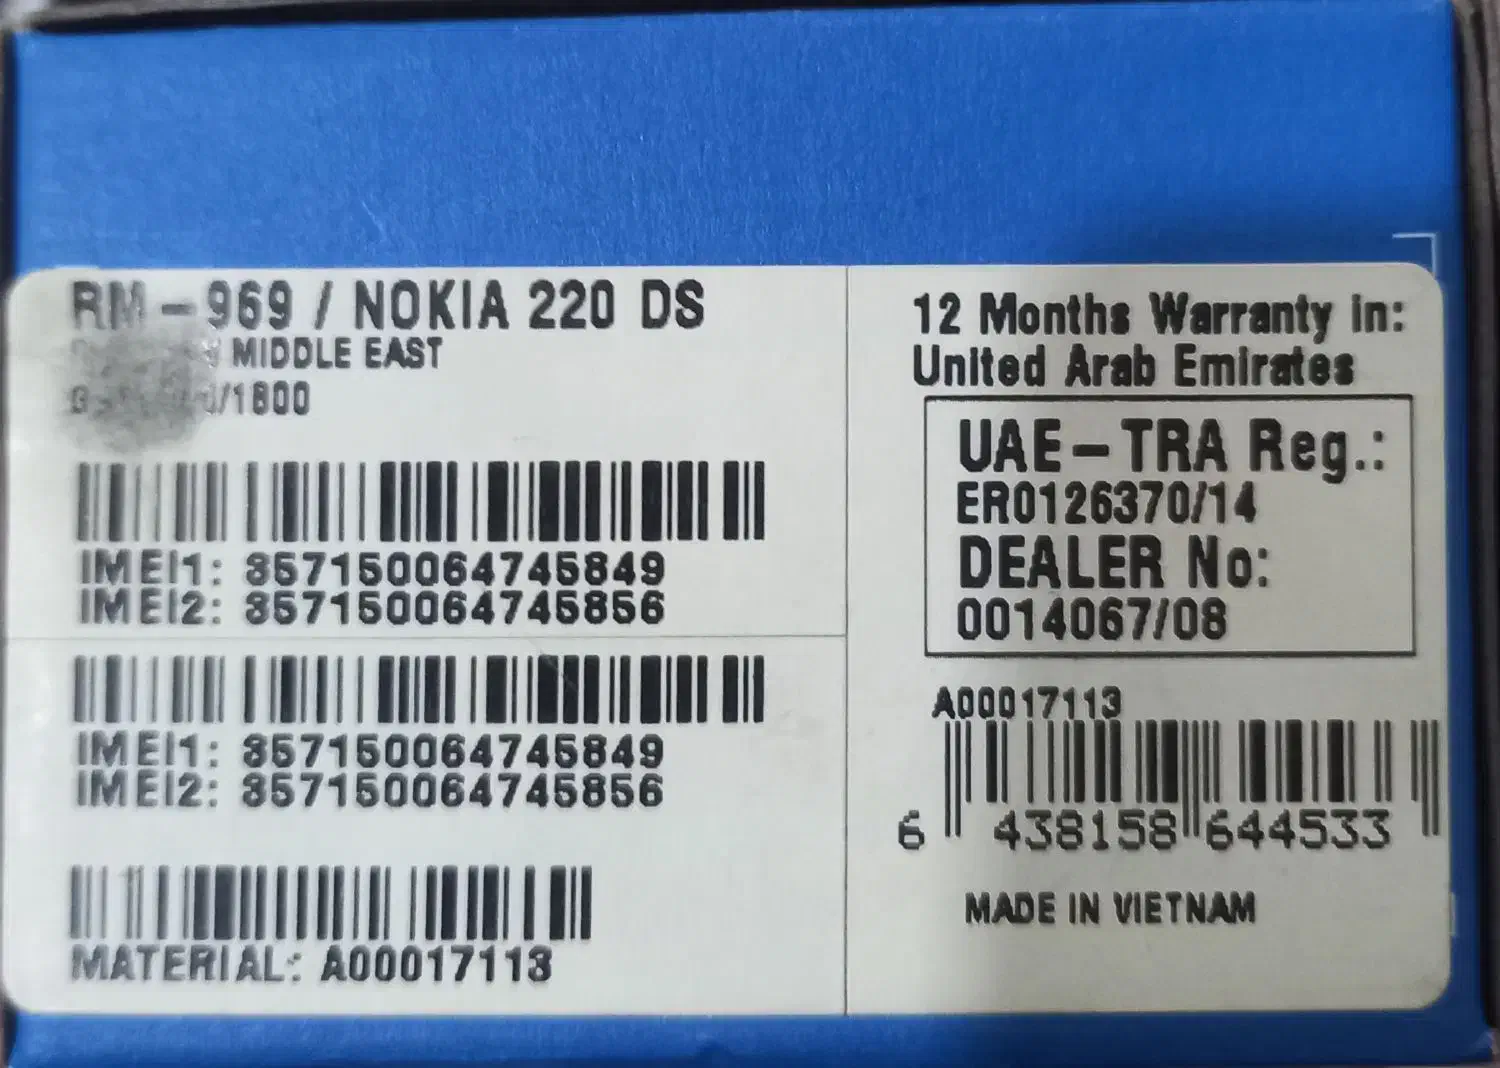 RM-969 / NOKIA 220 DS
MIDDLE EAST
/1800
IMEI1: 357150064745849
IMEI2: 357150064745856
IMEI1: 357150064745849
IMEI2: 357150064745856
MATERIAL: A00017113
12 Months Warranty in:
United Arab Emirates
UAE-TRA Reg.:
ER0126370/14
DEALER No:
0014067/08
A00017113
6 438158 644533
MADE IN VIETNAM